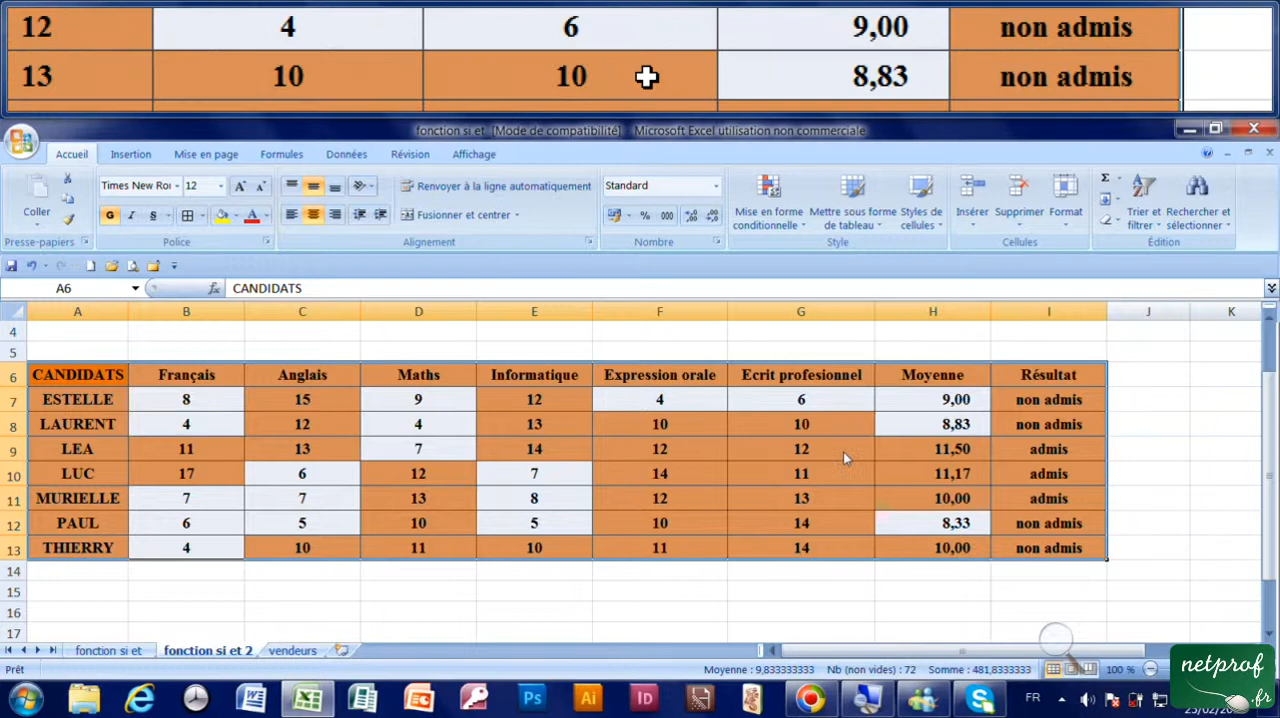 12 4 6 9,00 non admis
13 10 10 8,83 non admis
fonction si et [Mode de compatibilité] - Microsoft Excel utilisation non commerciale
Accueil Insertion Mise en page Formules Données Révision Affichage
Coller Times New Roi 12 Renvoyer à la ligne automatiquement Standard
G I S A Fusionner et centrer % 000 Mise en forme conditionnelle Mettre sous forme de tableau Styles de cellules Insérer Supprimer Format Trier et filtrer Rechercher et sélectionner
Presse-papiers Police Alignement Nombre Style Cellules Édition
A6 fx CANDIDATS
A B C D E F G H I J K
4
5
6 CANDIDATS Français Anglais Maths Informatique Expression orale Ecrit profesionnel Moyenne Résultat
7 ESTELLE 8 15 9 12 4 6 9,00 non admis
8 LAURENT 4 12 4 13 10 10 8,83 non admis
9 LEA 11 13 7 14 12 12 11,50 admis
10 LUC 17 6 12 7 14 11 11,17 admis
11 MURIELLE 7 7 13 8 12 13 10,00 admis
12 PAUL 6 5 10 5 10 14 8,33 non admis
13 THIERRY 4 10 11 10 11 14 10,00 non admis
14
15
16
17
fonction si et fonction si et 2 vendeurs
Prêt Moyenne : 9,833333333 Nb (non vides) : 72 Somme : 481,8333333 100 %
Ps Ai Id FR
netprof.fr